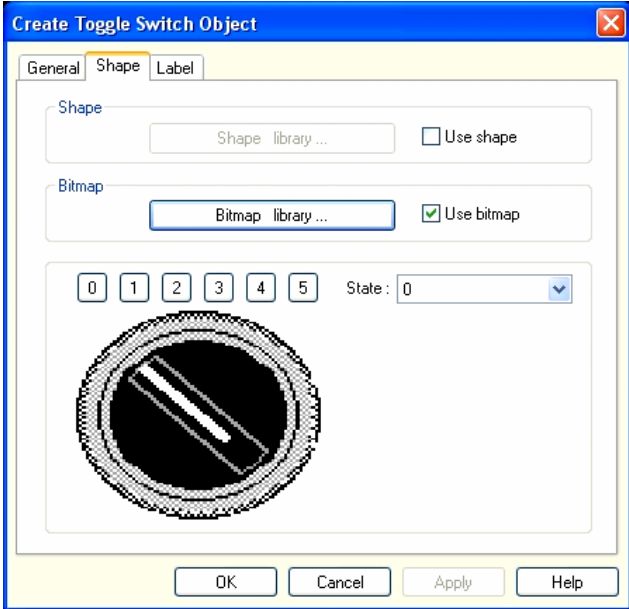 Create Toggle Switch Object
General Shape Label
Shape
Shape library ... Use shape
Bitmap
Bitmap library ... Use bitmap
0 1 2 3 4 5 State : 0
OK Cancel Apply Help